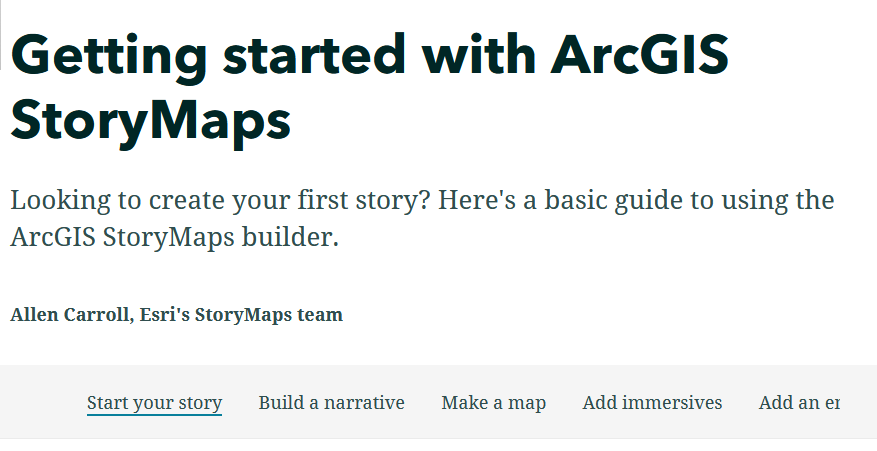 Getting started with ArcGIS
StoryMaps
Looking to create your first story? Here's a basic guide to using the
ArcGIS StoryMaps builder.
Allen Carroll, Esri's StoryMaps team
Start your story Build a narrative Make a map Add immersives Add an